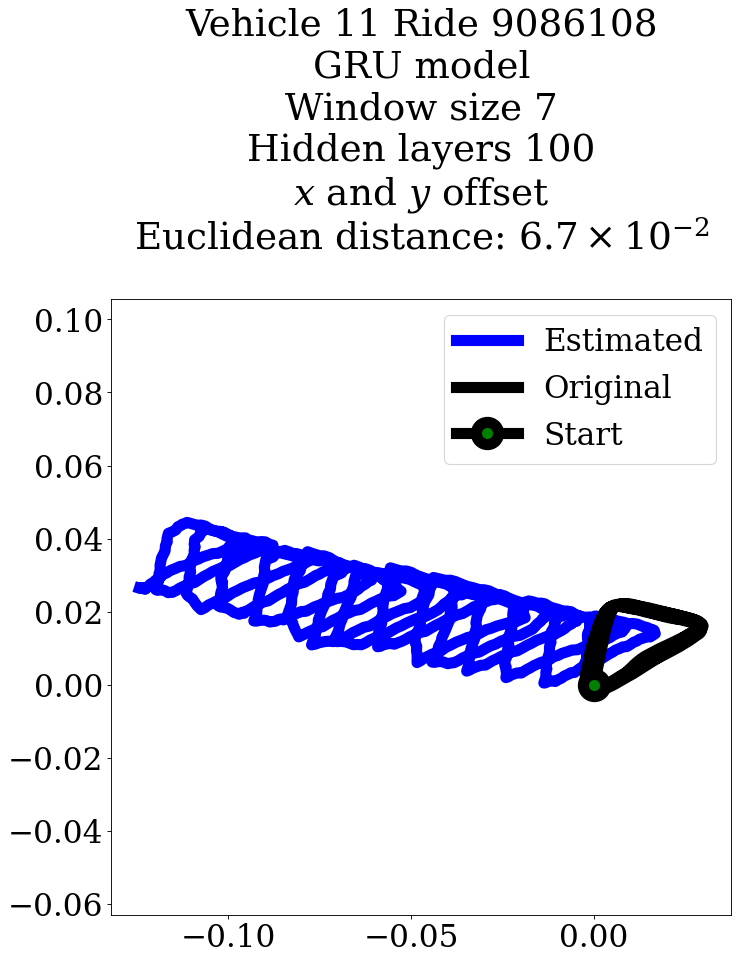 Vehicle 11 Ride 9086108
GRU model
Window size 7
Hidden layers 100
x and y offset
Euclidean distance: 6.7 × 10⁻²
Estimated
Original
Start
0.10
0.08
0.06
0.04
0.02
0.00
−0.02
−0.04
−0.06
−0.10
−0.05
0.00